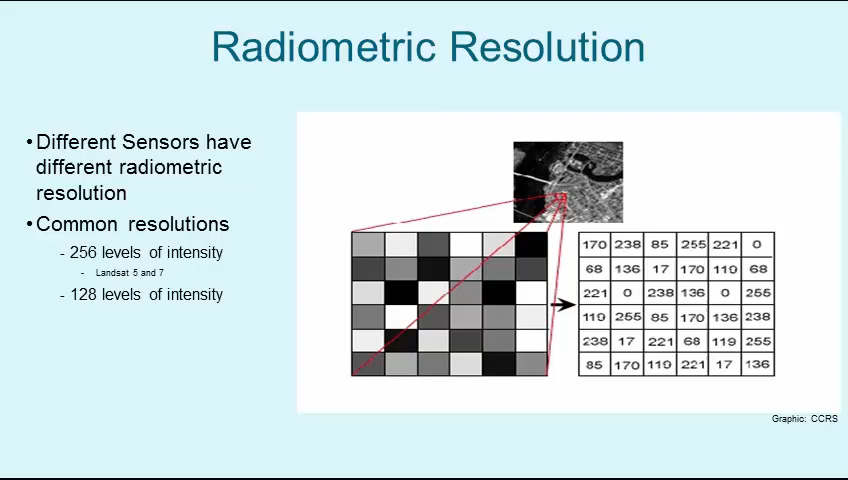 Radiometric Resolution
•Different Sensors have
different radiometric
resolution
•Common resolutions
- 256 levels of intensity
- Landsat 5 and 7
- 128 levels of intensity
170 238 85 255 221 0
68 136 17 170 119 68
221 0 238 136 0 255
119 255 85 170 136 238
238 17 221 68 119 255
85 170 119 221 17 136
Graphic: CCRS